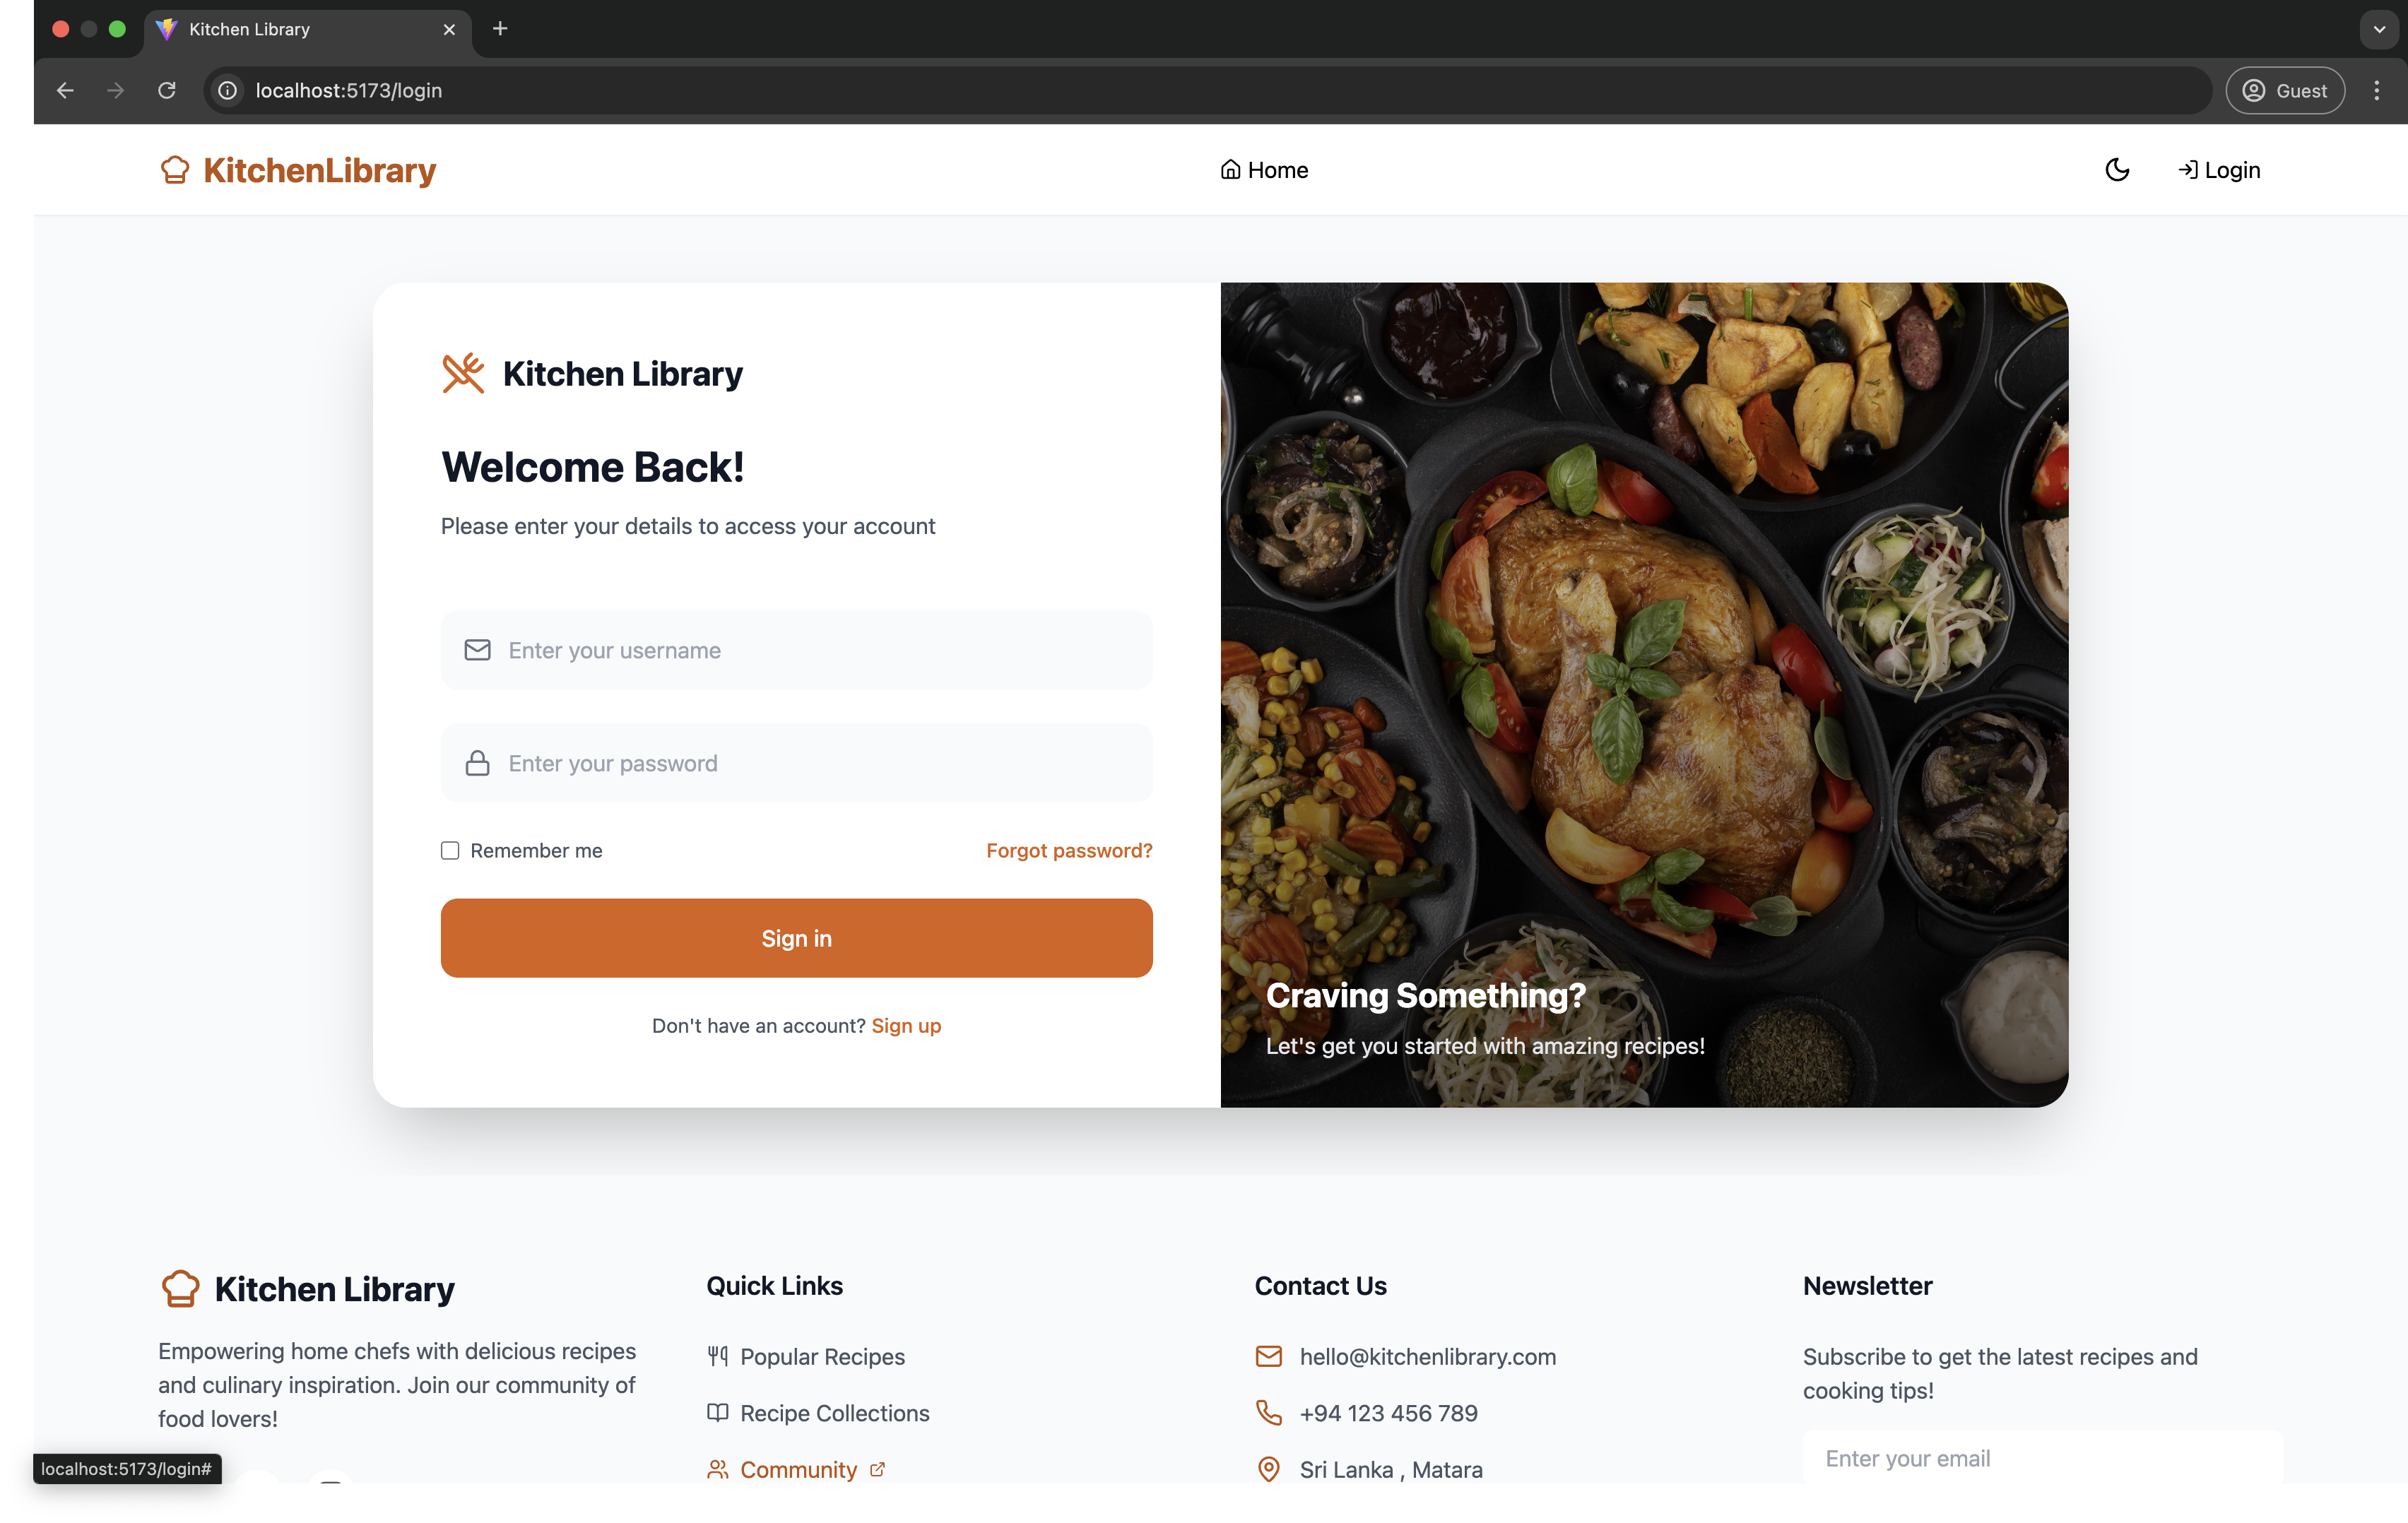 Kitchen Library
localhost:5173/login
Guest
KitchenLibrary
Home
Login
Kitchen Library
Welcome Back!
Please enter your details to access your account
Enter your username
Enter your password
Remember me
Forgot password?
Sign in
Don't have an account? Sign up
Craving Something?
Let's get you started with amazing recipes!
Kitchen Library
Empowering home chefs with delicious recipes
and culinary inspiration. Join our community of
food lovers!
Quick Links
Popular Recipes
Recipe Collections
Community
Contact Us
hello@kitchenlibrary.com
+94 123 456 789
Sri Lanka , Matara
Newsletter
Subscribe to get the latest recipes and
cooking tips!
Enter your email
localhost:5173/login#